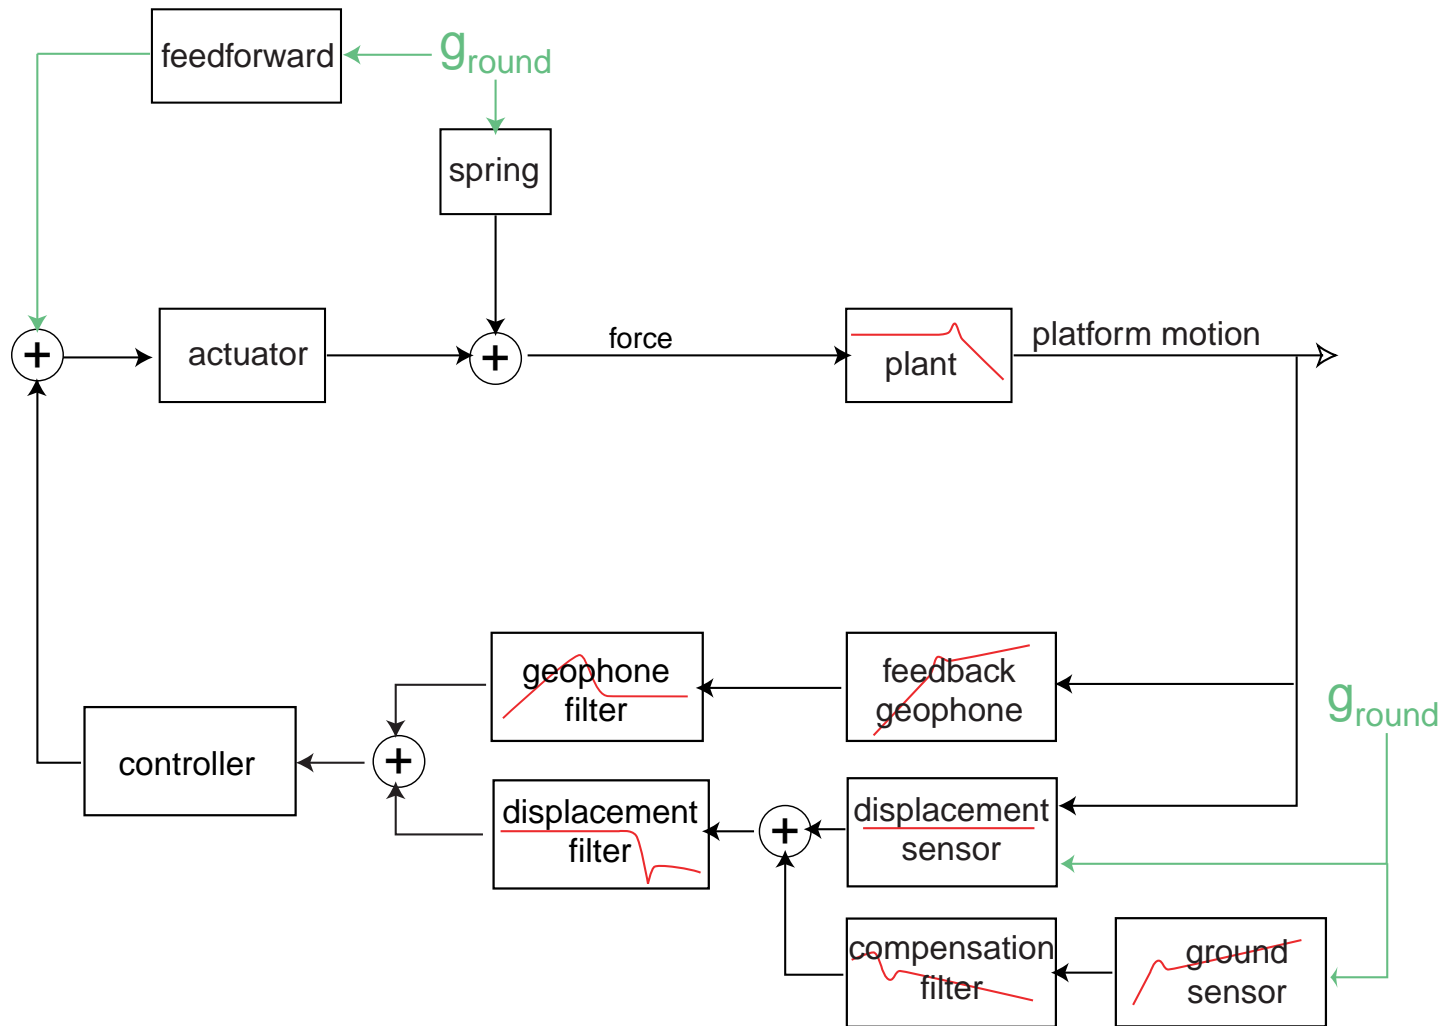 feedforward
ground
spring
+
actuator
+
force
plant
platform motion
geophone
filter
feedback
geophone
ground
controller
+
displacement
filter
+
displacement
sensor
compensation
filter
ground
sensor